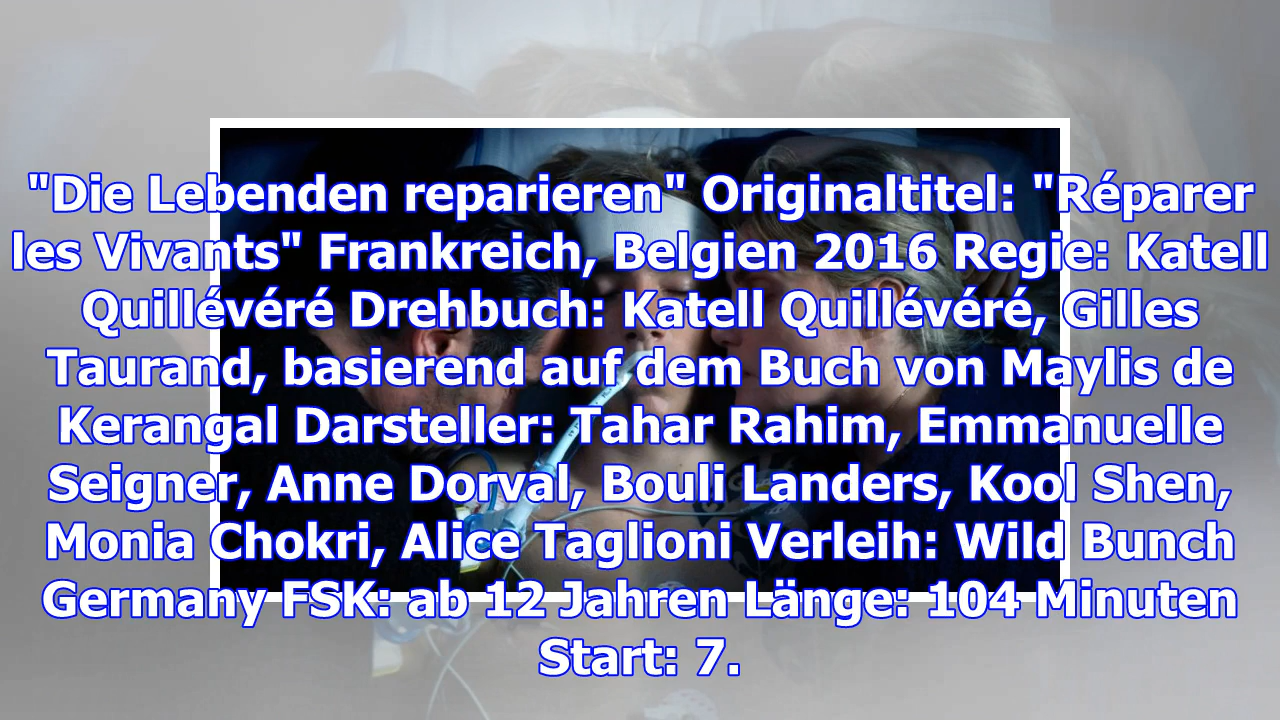 "Die Lebenden reparieren" Originaltitel: "Réparer
les Vivants" Frankreich, Belgien 2016 Regie: Katell
Quillévéré Drehbuch: Katell Quillévéré, Gilles
Taurand, basierend auf dem Buch von Maylis de
Kerangal Darsteller: Tahar Rahim, Emmanuelle
Seigner, Anne Dorval, Bouli Landers, Kool Shen,
Monia Chokri, Alice Taglioni Verleih: Wild Bunch
Germany FSK: ab 12 Jahren Länge: 104 Minuten
Start: 7.